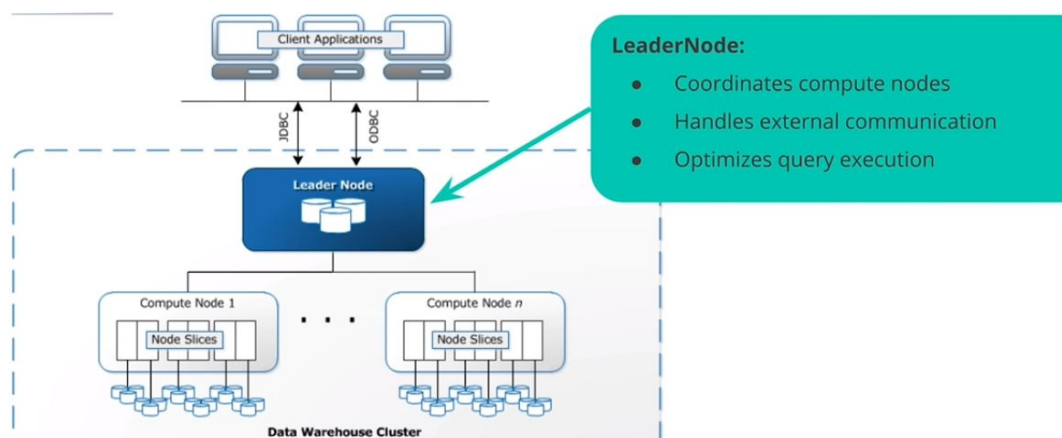 Client Applications
JDBC
ODBC
LeaderNode:
● Coordinates compute nodes
● Handles external communication
● Optimizes query execution
Leader Node
Compute Node 1
Node Slices
. . .
Compute Node n
Node Slices
Data Warehouse Cluster